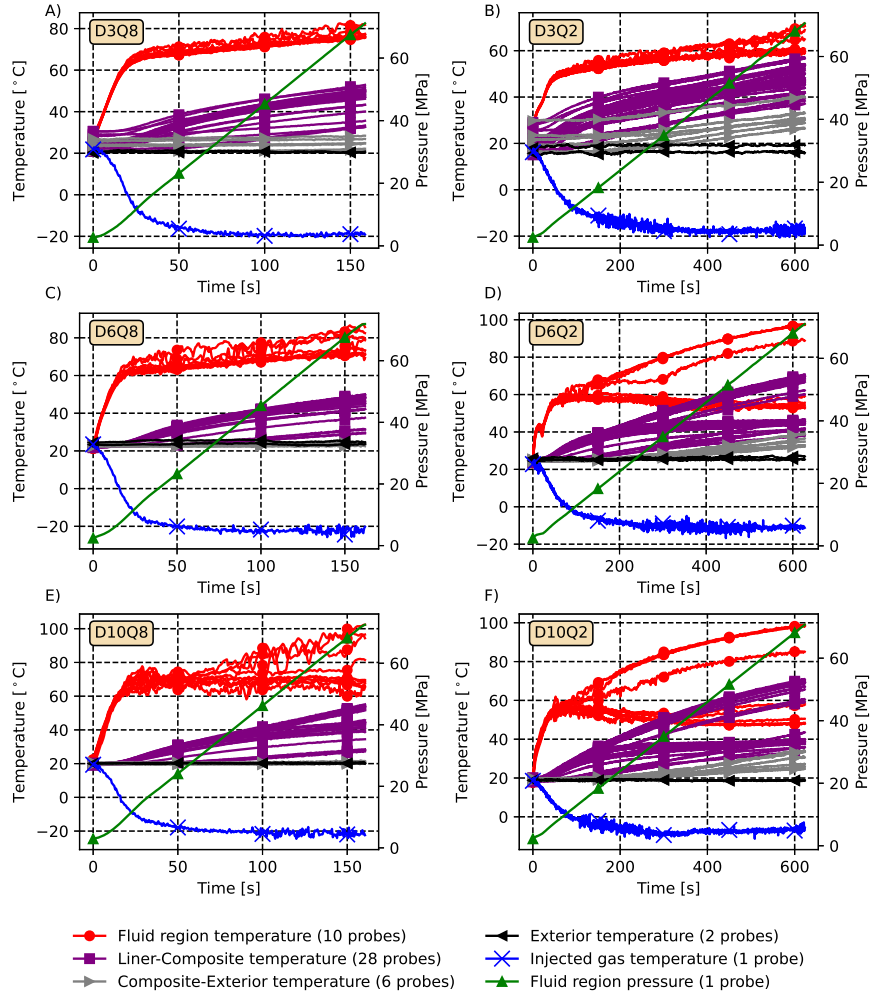 A)
B)
D3Q8
D3Q2
Temperature [°C]
80
60
40
20
0
−20
Pressure [MPa]
60
40
20
0
0
50
100
150
Time [s]
Temperature [°C]
60
40
20
0
−20
Pressure [MPa]
60
40
20
0
0
200
400
600
Time [s]
C)
D)
D6Q8
D6Q2
Temperature [°C]
80
60
40
20
0
−20
Pressure [MPa]
60
40
20
0
0
50
100
150
Time [s]
Temperature [°C]
100
80
60
40
20
0
−20
Pressure [MPa]
60
40
20
0
0
200
400
600
Time [s]
E)
F)
D10Q8
D10Q2
Temperature [°C]
100
80
60
40
20
0
−20
Pressure [MPa]
60
40
20
0
0
50
100
150
Time [s]
Temperature [°C]
100
80
60
40
20
0
Pressure [MPa]
60
40
20
0
0
200
400
600
Time [s]
Fluid region temperature (10 probes)
Liner-Composite temperature (28 probes)
Composite-Exterior temperature (6 probes)
Exterior temperature (2 probes)
Injected gas temperature (1 probe)
Fluid region pressure (1 probe)